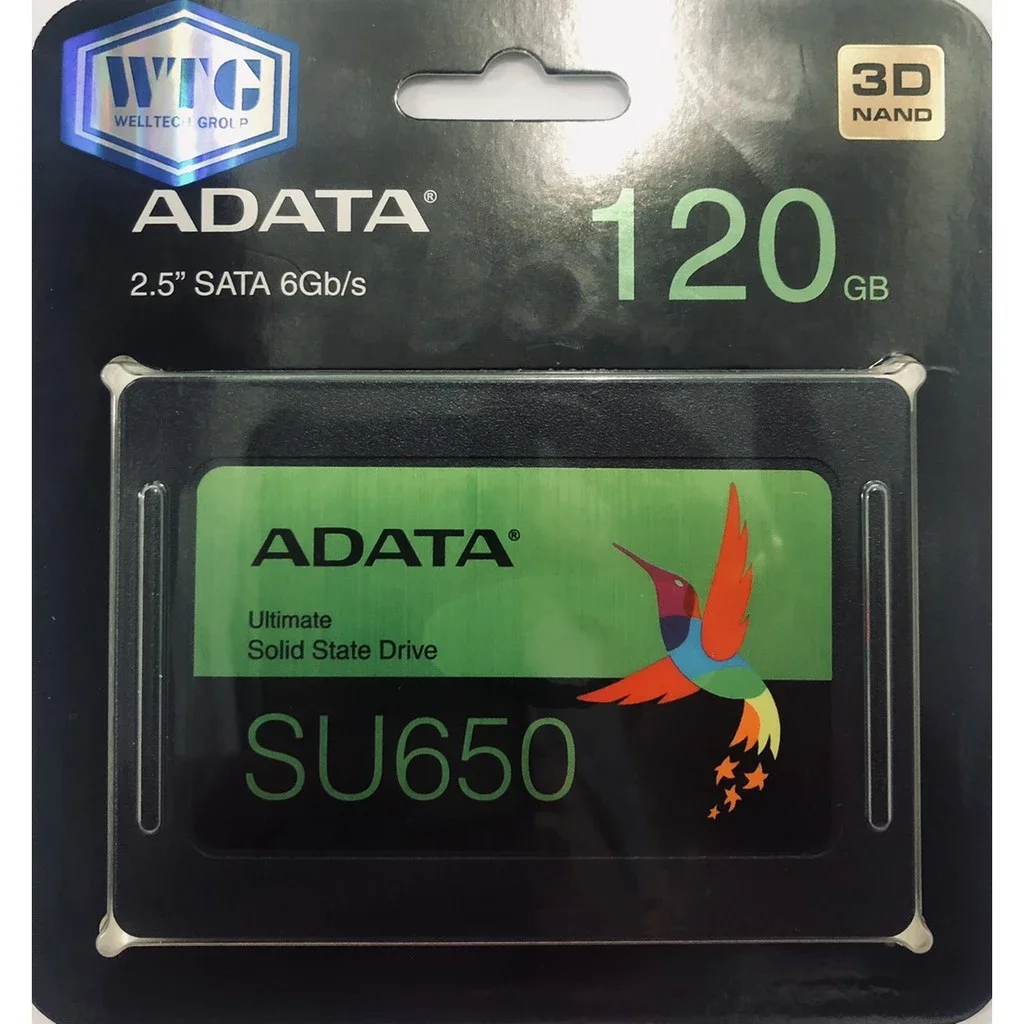 WTG
WELLTECH GROUP
3D
NAND
ADATA®
120 GB
2.5” SATA 6Gb/s
ADATA®
Ultimate
Solid State Drive
SU650